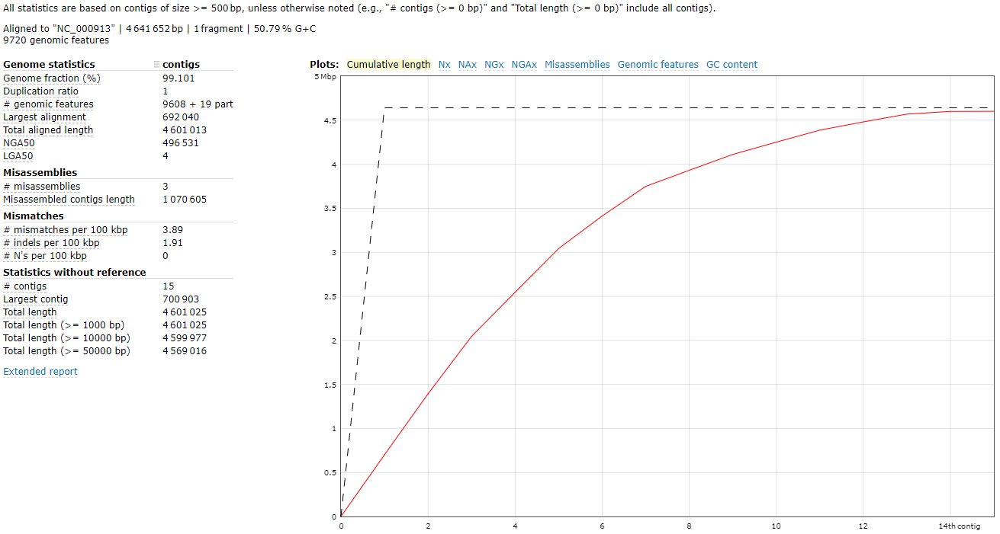 All statistics are based on contigs of size >= 500 bp, unless otherwise noted (e.g., "# contigs (>= 0 bp)" and "Total length (>= 0 bp)" include all contigs).
Aligned to "NC_000913" | 4 641 652 bp | 1 fragment | 50.79 % G+C
9720 genomic features
Genome statistics contigs
Genome fraction (%) 99.101
Duplication ratio 1
# genomic features 9608 + 19 part
Largest alignment 692 040
Total aligned length 4 601 013
NGA50 496 531
LGA50 4
Misassemblies
# misassemblies 3
Misassembled contigs length 1 070 605
Mismatches
# mismatches per 100 kbp 3.89
# indels per 100 kbp 1.91
# N's per 100 kbp 0
Statistics without reference
# contigs 15
Largest contig 700 903
Total length 4 601 025
Total length (>= 1000 bp) 4 601 025
Total length (>= 10000 bp) 4 599 977
Total length (>= 50000 bp) 4 569 016
Extended report
Plots: Cumulative length Nx NAx NGx NGAx Misassemblies Genomic features GC content
5 Mbp
4.5
4
3.5
3
2.5
2
1.5
1
0.5
0
0 2 4 6 8 10 12 14th contig